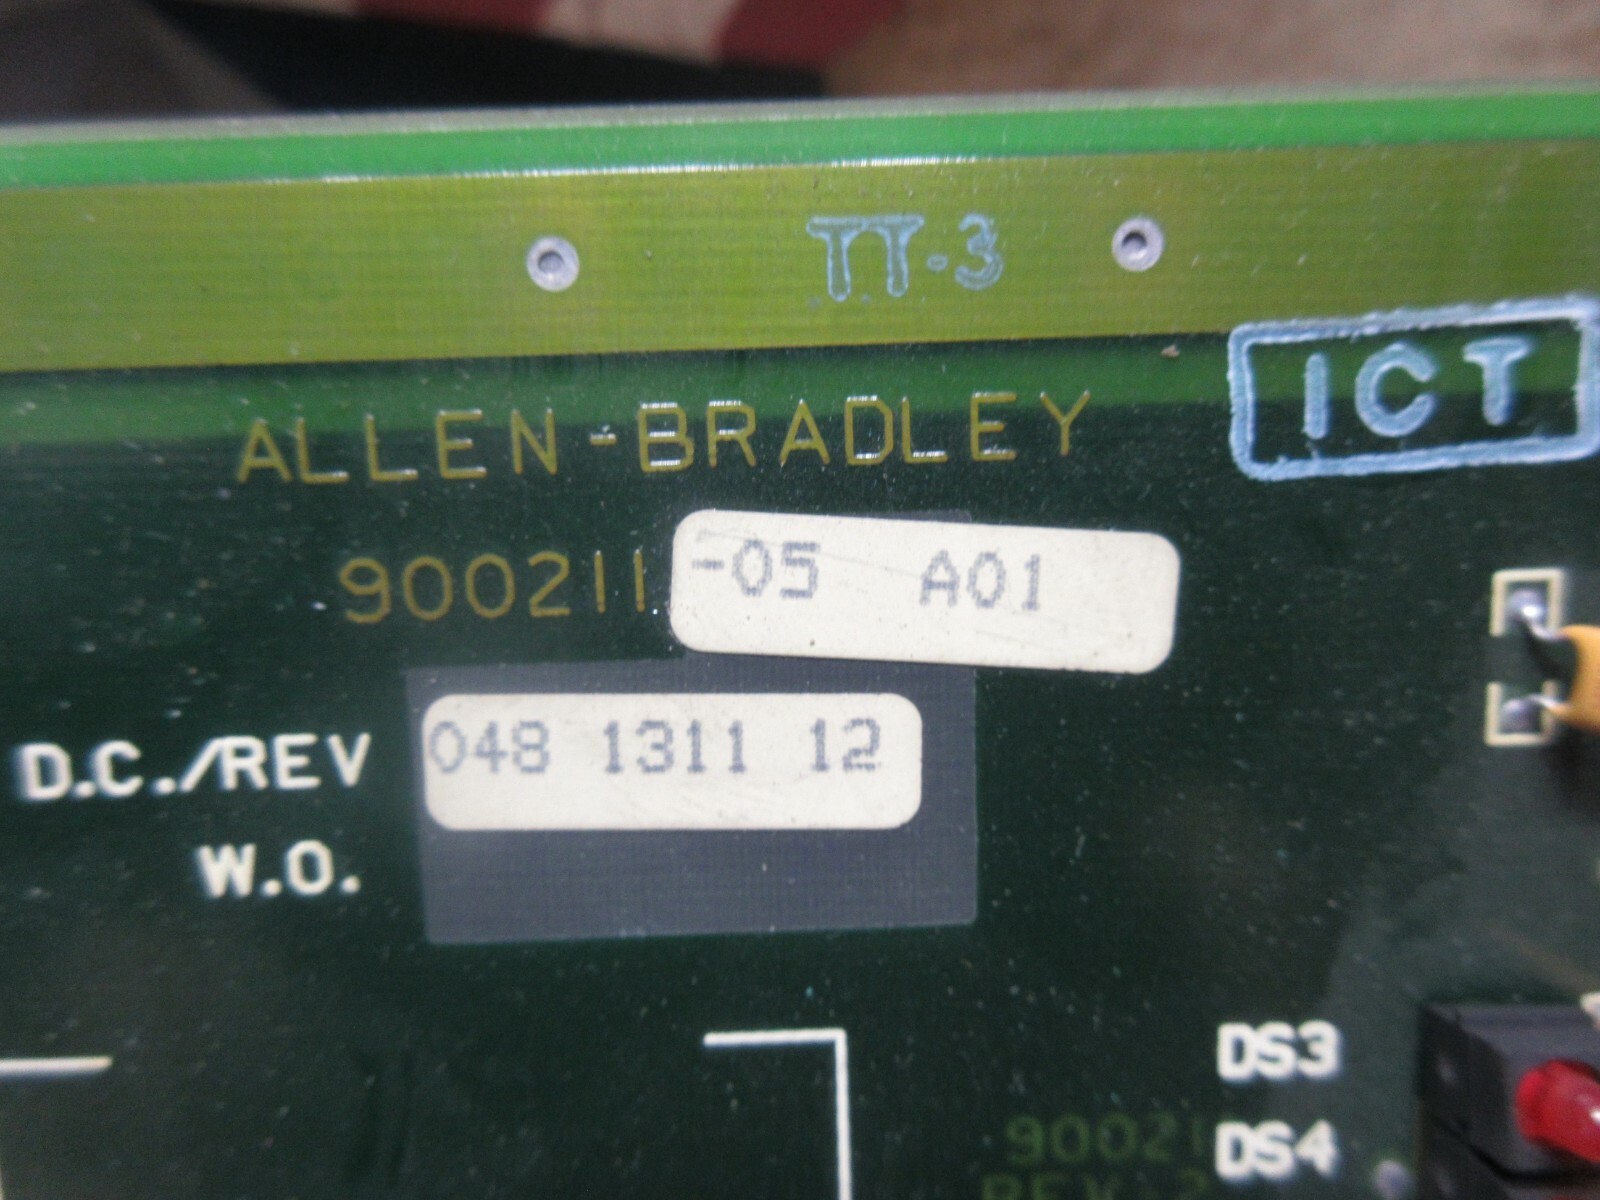 TT-3
ICT
ALLEN-BRADLEY
900211 -05 A01
D.C./REV 048 1311 12
W.O.
DS3
DS4